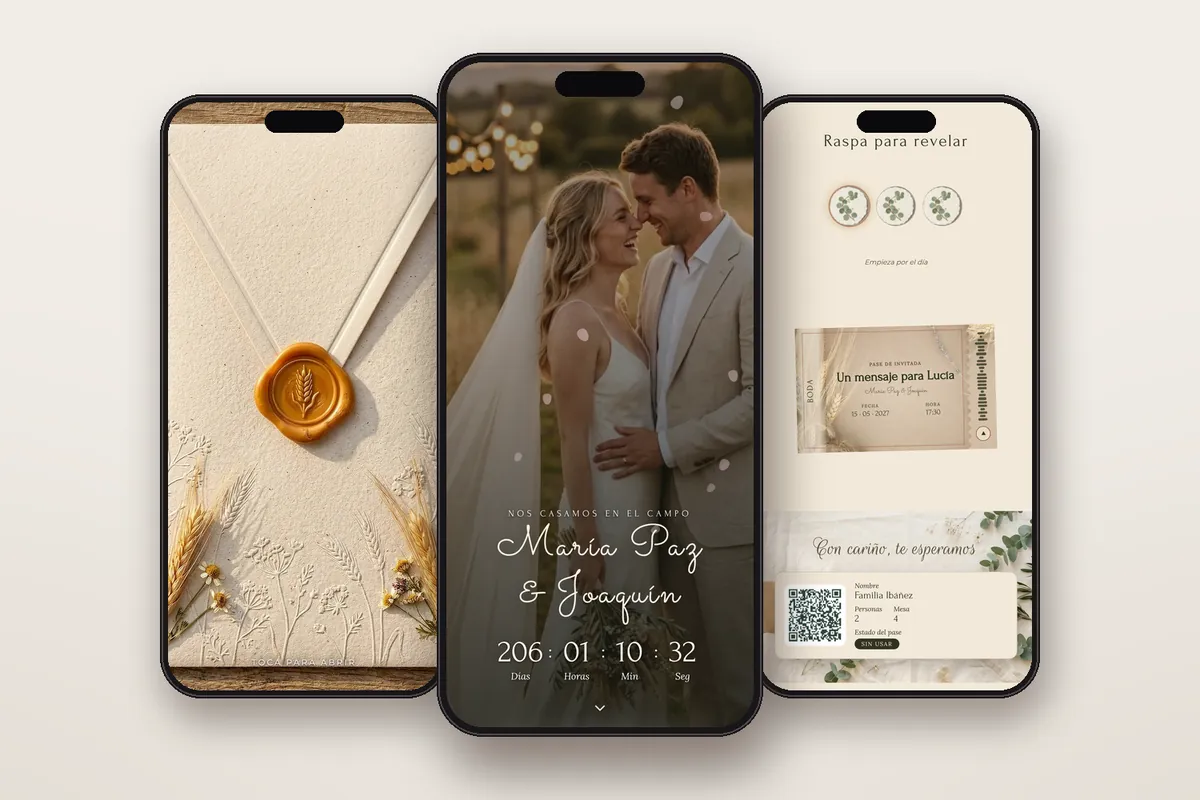 TOCA PARA ABRIR
NOS CASAMOS EN EL CAMPO
María Paz
& Joaquín
206 : 01 : 10 : 32
Días Horas Min Seg
Raspa para revelar
Empieza por el día
BODA
PASE DE INVITADA
Un mensaje para Lucía
María Paz & Joaquín
FECHA HORA
15 · 05 · 2027 17:30
Con cariño, te esperamos
Nombre
Familia Ibáñez
Personas Mesa
2 4
Estado del pase
SIN USAR